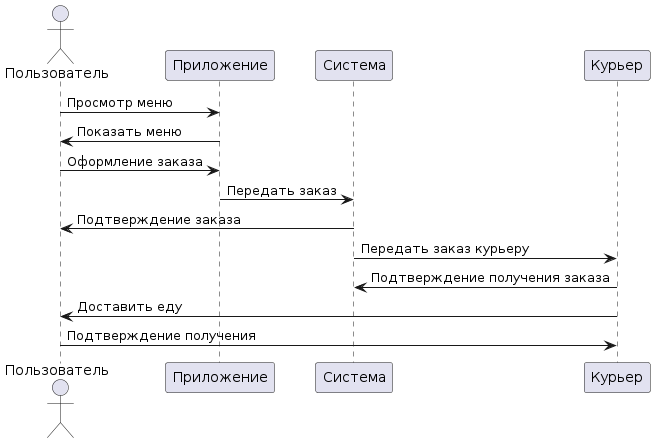 Пользователь
Приложение
Система
Курьер
Просмотр меню
Показать меню
Оформление заказа
Передать заказ
Подтверждение заказа
Передать заказ курьеру
Подтверждение получения заказа
Доставить еду
Подтверждение получения
Пользователь
Приложение
Система
Курьер